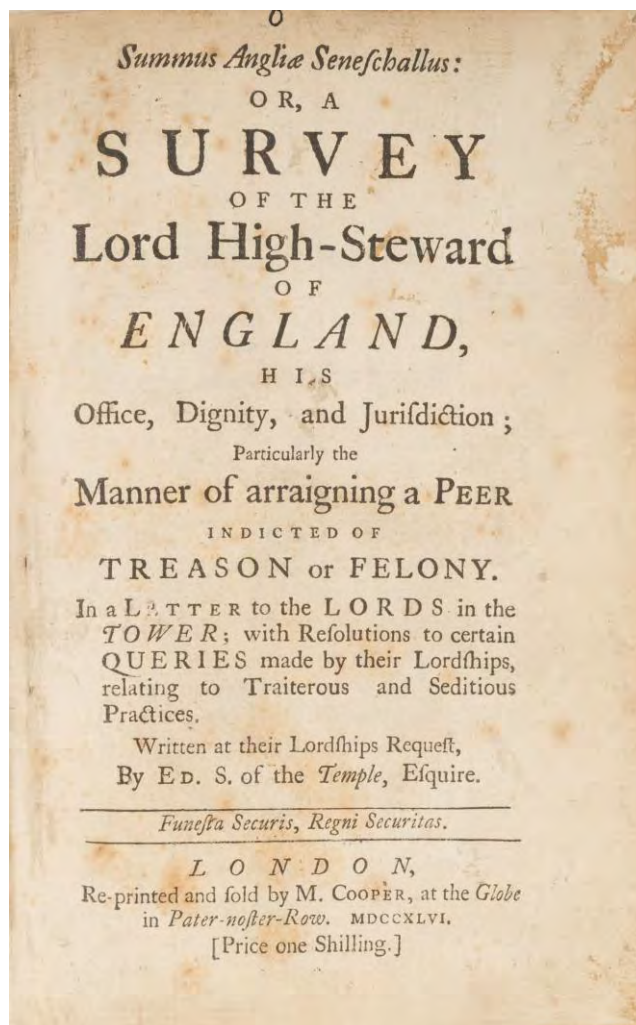 O
Summus Angliæ Seneſchallus:
OR, A
SURVEY
OF THE
Lord High-Steward
OF
ENGLAND,
HIS
Office, Dignity, and Juriſdiction;
Particularly the
Manner of arraigning a PEER
INDICTED OF
TREASON or FELONY.
In a LETTER to the LORDS in the
TOWER; with Reſolutions to certain
QUERIES made by their Lordſhips,
relating to Traiterous and Seditious
Practices.
Written at their Lordſhips Requeſt,
By ED. S. of the Temple, Eſquire.
Funeſta Securis, Regni Securitas.
LONDON,
Re-printed and ſold by M. COOPER, at the Globe
in Pater-noſter-Row. MDCCXLVI.
[Price one Shilling.]